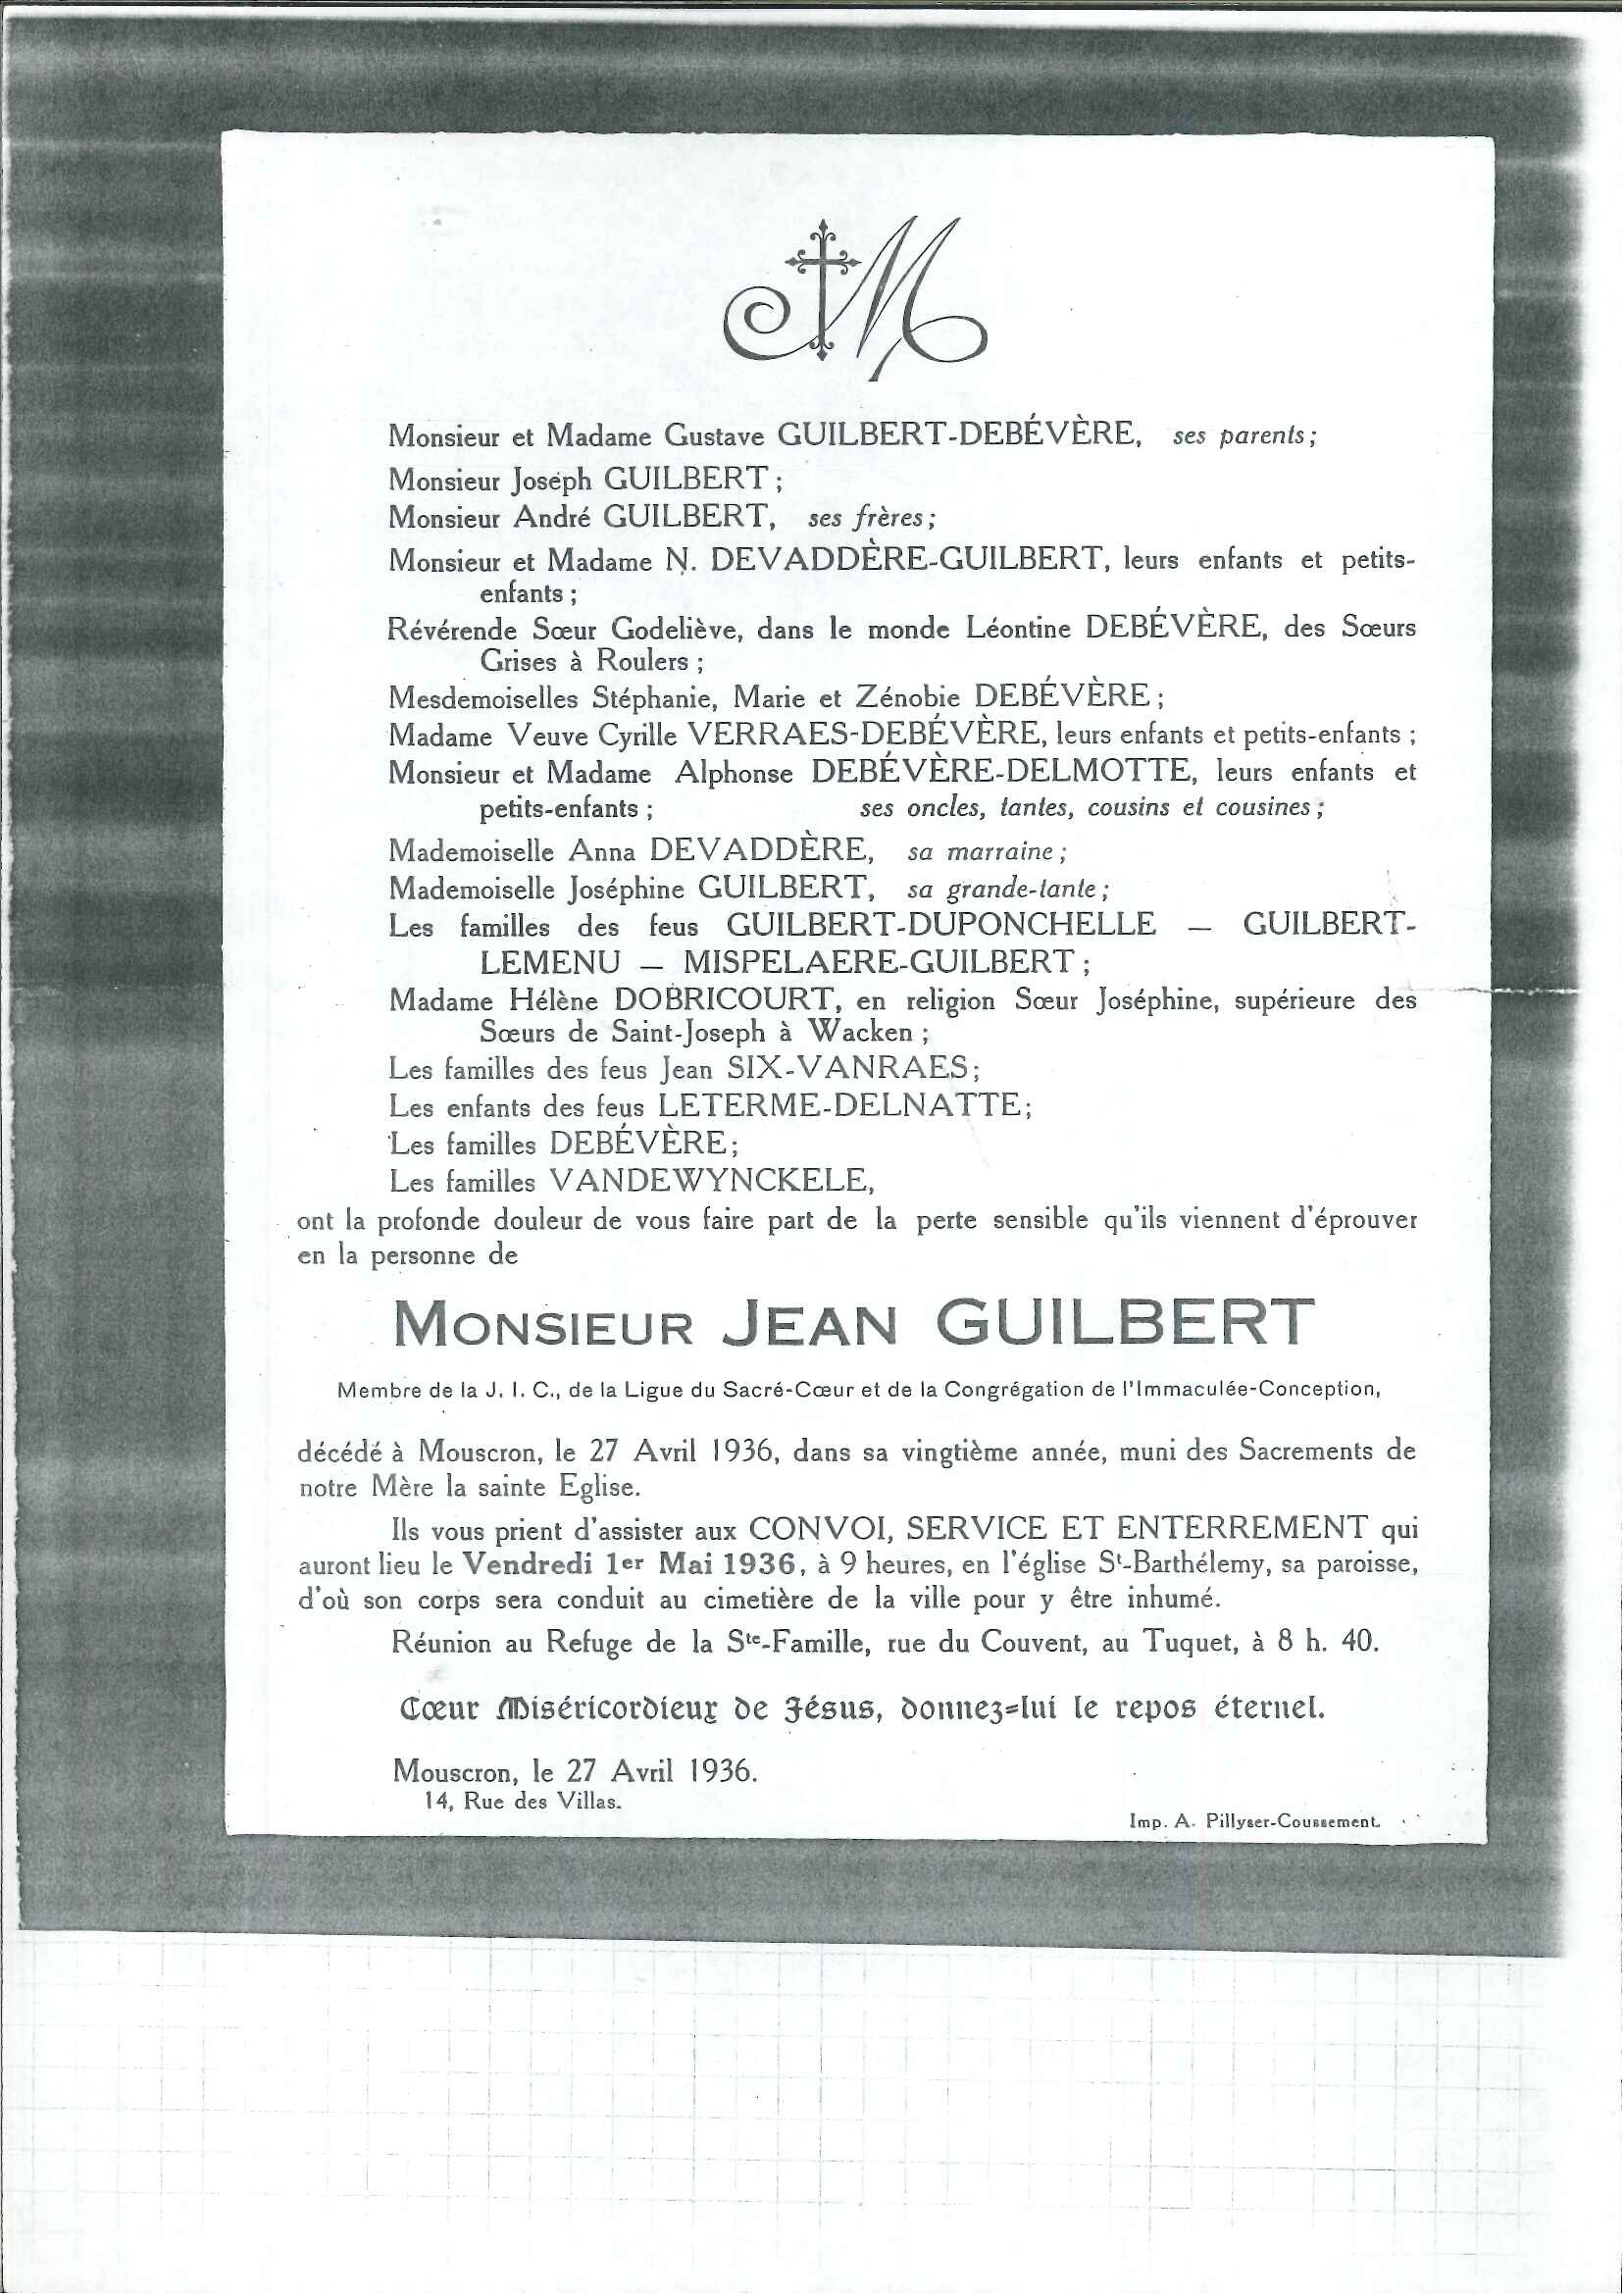 M
Monsieur et Madame Gustave GUILBERT-DEBÉVÈRE, ses parents ;
Monsieur Joseph GUILBERT ;
Monsieur André GUILBERT, ses frères ;
Monsieur et Madame N. DEVADDÈRE-GUILBERT, leurs enfants et petits-
enfants ;
Révérende Sœur Godeliève, dans le monde Léontine DEBÉVÈRE, des Sœurs
Grises à Roulers ;
Mesdemoiselles Stéphanie, Marie et Zénobie DEBÉVÈRE ;
Madame Veuve Cyrille VERRAES-DEBÉVÈRE, leurs enfants et petits-enfants ;
Monsieur et Madame Alphonse DEBÉVÈRE-DELMOTTE, leurs enfants et
petits-enfants ; ses oncles, tantes, cousins et cousines ;
Mademoiselle Anna DEVADDÈRE, sa marraine ;
Mademoiselle Joséphine GUILBERT, sa grande-tante ;
Les familles des feus GUILBERT-DUPONCHELLE — GUILBERT-
LEMENU — MISPELAERE-GUILBERT ;
Madame Hélène DOBRICOURT, en religion Sœur Joséphine, supérieure des
Sœurs de Saint-Joseph à Wacken ;
Les familles des feus Jean SIX-VANRAES ;
Les enfants des feus LETERME-DELNATTE ;
Les familles DEBÉVÈRE ;
Les familles VANDEWYNCKELE,
ont la profonde douleur de vous faire part de la perte sensible qu'ils viennent d'éprouver
en la personne de
MONSIEUR JEAN GUILBERT
Membre de la J. I. C., de la Ligue du Sacré-Cœur et de la Congrégation de l'Immaculée-Conception,
décédé à Mouscron, le 27 Avril 1936, dans sa vingtième année, muni des Sacrements de
notre Mère la sainte Eglise.
Ils vous prient d'assister aux CONVOI, SERVICE ET ENTERREMENT qui
auront lieu le Vendredi 1er Mai 1936, à 9 heures, en l'église St-Barthélemy, sa paroisse,
d'où son corps sera conduit au cimetière de la ville pour y être inhumé.
Réunion au Refuge de la Ste-Famille, rue du Couvent, au Tuquet, à 8 h. 40.
Cœur Miséricordieux de Jésus, donnez-lui le repos éternel.
Mouscron, le 27 Avril 1936.
14, Rue des Villas.
Imp. A. Pillyser-Coussement.